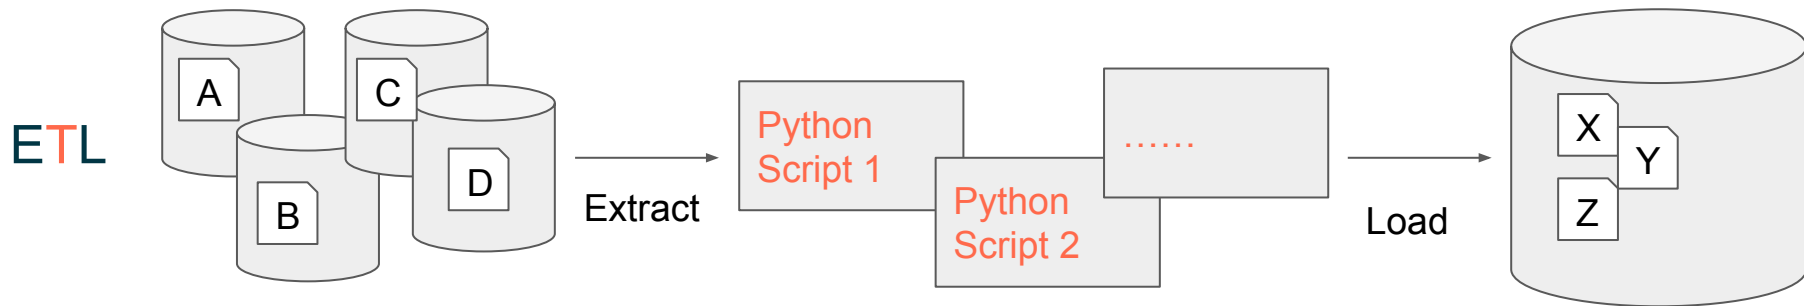 ETL
A
B
C
D
Extract
Python
Script 1
Python
Script 2
......
Load
X
Y
Z